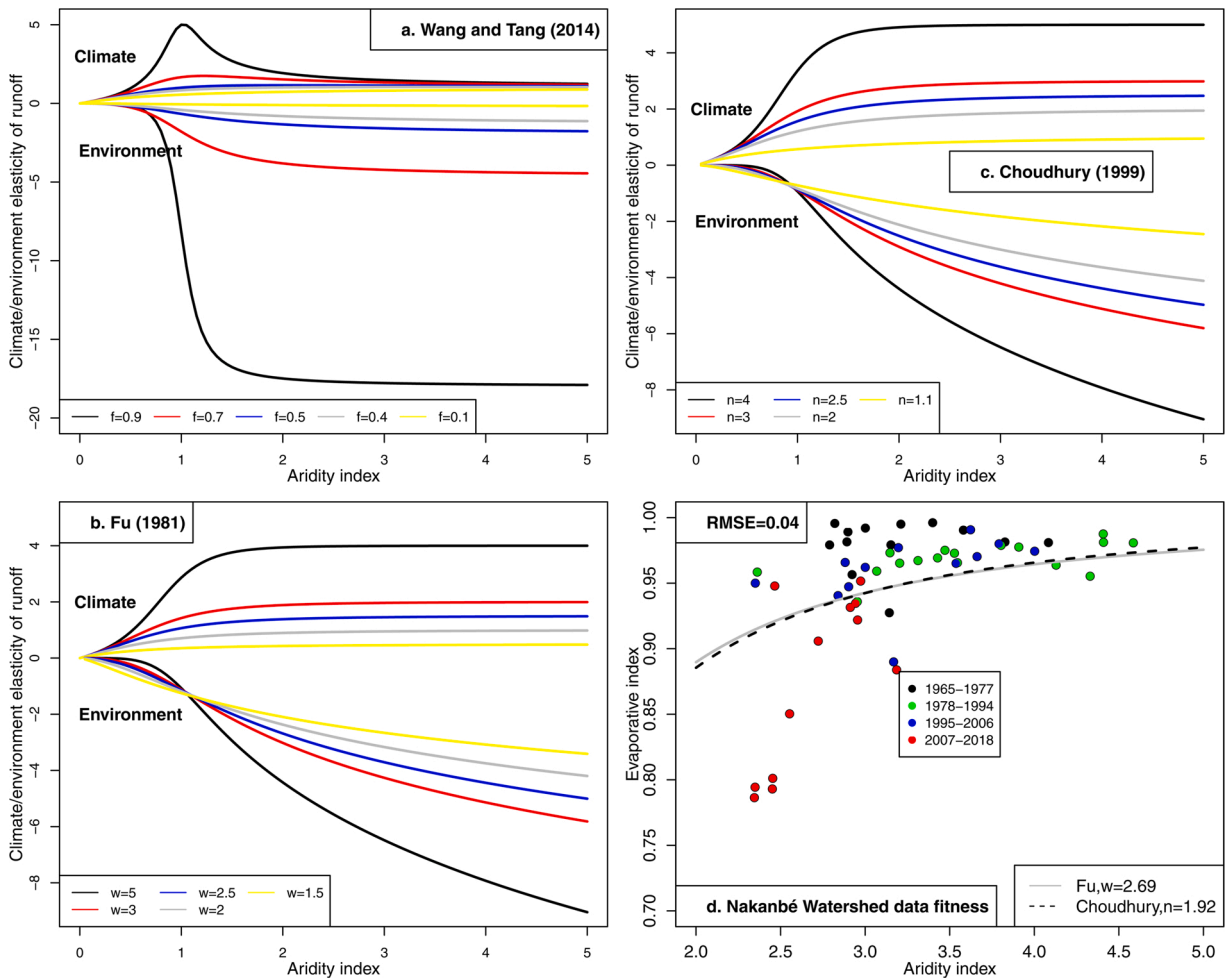 a. Wang and Tang (2014)
Climate
Environment
Climate/environment elasticity of runoff
5
0
-5
-10
-15
-20
f=0.9 f=0.7 f=0.5 f=0.4 f=0.1
0 1 2 3 4 5
Aridity index
c. Choudhury (1999)
Climate
Environment
Climate/environment elasticity of runoff
4
2
0
-2
-4
-6
-8
n=4 n=2.5 n=1.1
n=3 n=2
0 1 2 3 4 5
Aridity index
b. Fu (1981)
Climate
Environment
Climate/environment elasticity of runoff
4
2
0
-2
-4
-6
-8
w=5 w=2.5 w=1.5
w=3 w=2
0 1 2 3 4 5
Aridity index
RMSE=0.04
Evaporative index
1.00
0.95
0.90
0.85
0.80
0.75
0.70
1965−1977
1978−1994
1995−2006
2007−2018
d. Nakanbé Watershed data fitness
Fu,w=2.69
Choudhury,n=1.92
2.0 2.5 3.0 3.5 4.0 4.5 5.0
Aridity index